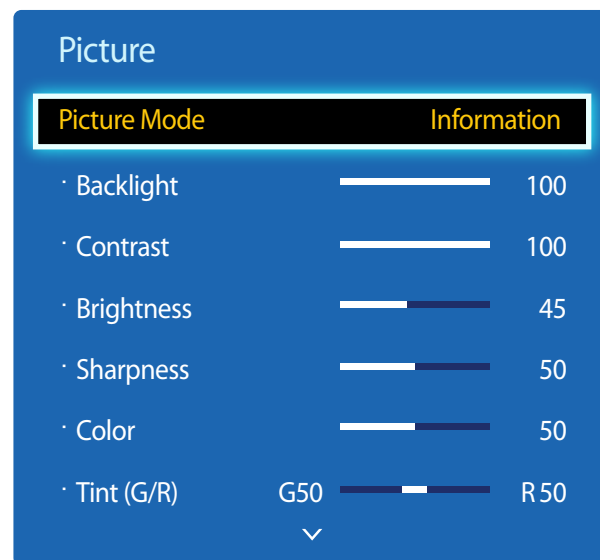 Picture
Picture Mode Information
· Backlight 100
· Contrast 100
· Brightness 45
· Sharpness 50
· Color 50
· Tint (G/R) G50 R50